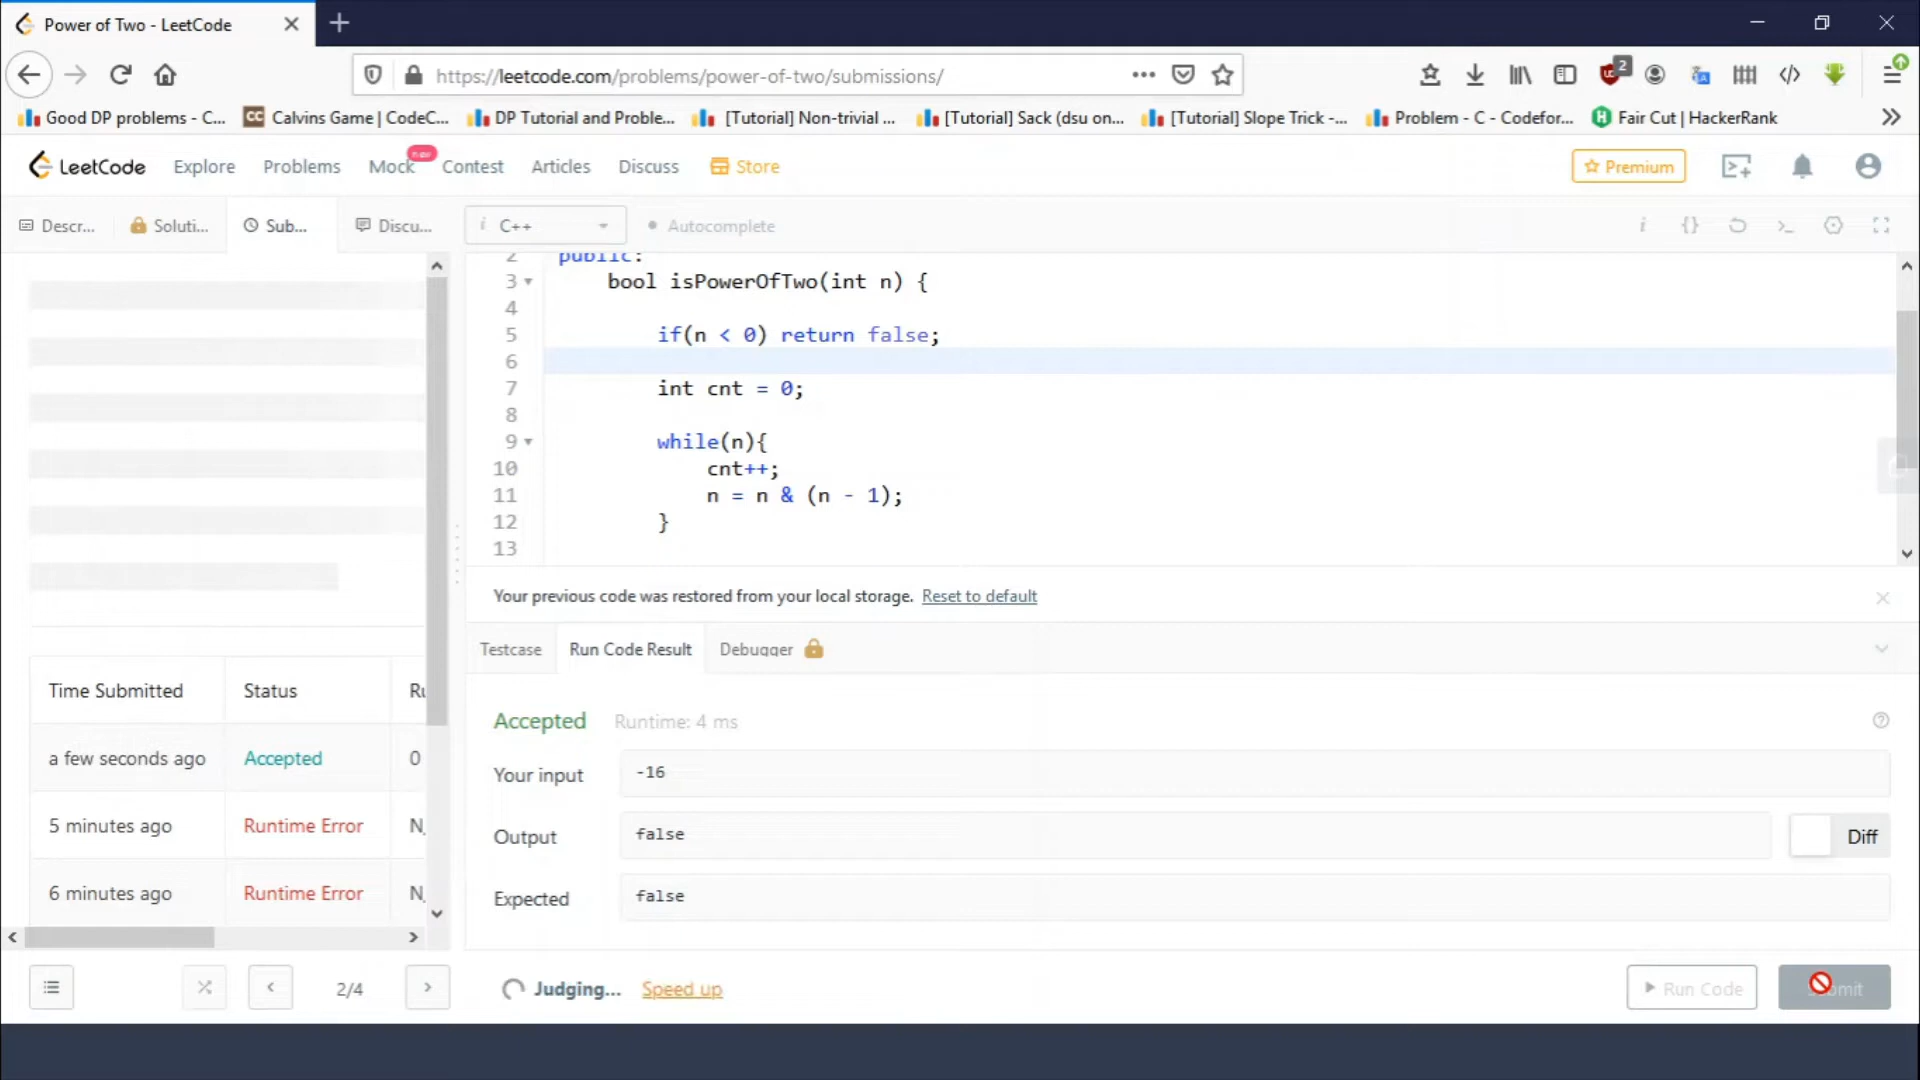 Power of Two - LeetCode
https://leetcode.com/problems/power-of-two/submissions/
2
Good DP problems - C...
CC Calvins Game | CodeC...
DP Tutorial and Proble...
[Tutorial] Non-trivial ...
[Tutorial] Sack (dsu on...
[Tutorial] Slope Trick -...
Problem - C - Codefor...
Fair Cut | HackerRank
LeetCode
Explore
Problems
Mock
new
Contest
Articles
Discuss
Store
Premium
Descr...
Soluti...
Sub...
Discu...
i C++
Autocomplete
2 public:
3 bool isPowerOfTwo(int n) {
4
5 if(n < 0) return false;
6
7 int cnt = 0;
8
9 while(n){
10 cnt++;
11 n = n & (n - 1);
12 }
13
Your previous code was restored from your local storage. Reset to default
Testcase
Run Code Result
Debugger
Time Submitted Status
a few seconds ago Accepted 0
5 minutes ago Runtime Error
6 minutes ago Runtime Error
Accepted Runtime: 4 ms
Your input -16
Output false
Diff
Expected false
2/4
Judging... Speed up
Run Code